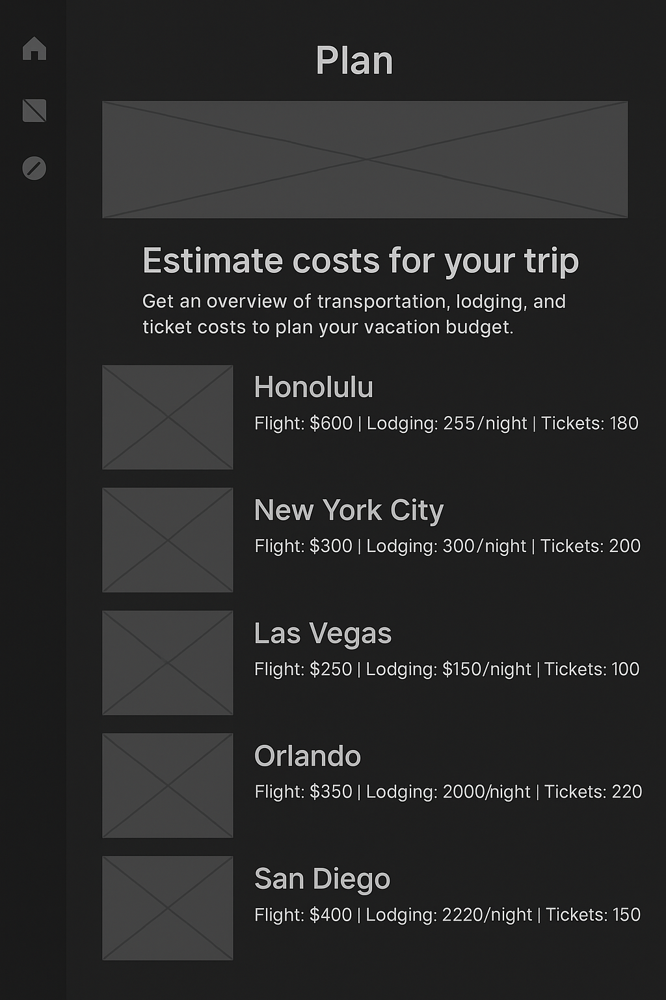 Plan
Estimate costs for your trip
Get an overview of transportation, lodging, and
ticket costs to plan your vacation budget.
Honolulu
Flight: $600 | Lodging: 255/night | Tickets: 180
New York City
Flight: $300 | Lodging: 300/night | Tickets: 200
Las Vegas
Flight: $250 | Lodging: $150/night | Tickets: 100
Orlando
Flight: $350 | Lodging: 2000/night | Tickets: 220
San Diego
Flight: $400 | Lodging: 2220/night | Tickets: 150